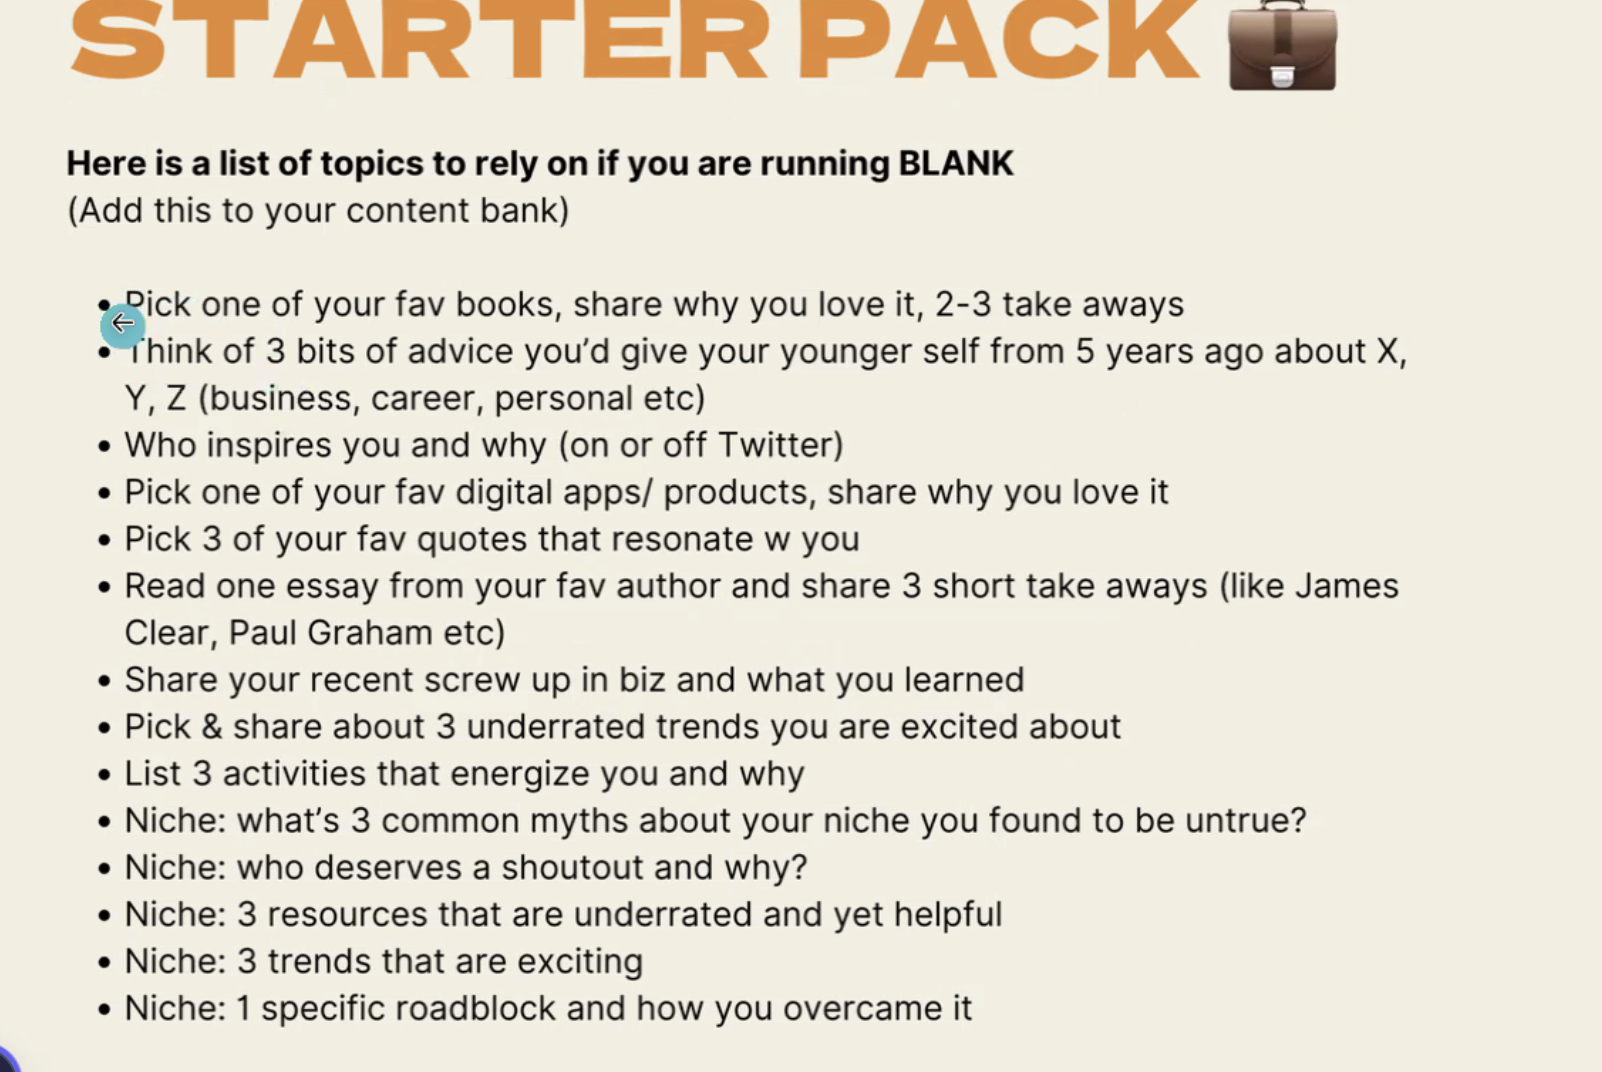 STARTER PACK
Here is a list of topics to rely on if you are running BLANK
(Add this to your content bank)
• Pick one of your fav books, share why you love it, 2-3 take aways
• Think of 3 bits of advice you’d give your younger self from 5 years ago about X,
Y, Z (business, career, personal etc)
• Who inspires you and why (on or off Twitter)
• Pick one of your fav digital apps/ products, share why you love it
• Pick 3 of your fav quotes that resonate w you
• Read one essay from your fav author and share 3 short take aways (like James
Clear, Paul Graham etc)
• Share your recent screw up in biz and what you learned
• Pick & share about 3 underrated trends you are excited about
• List 3 activities that energize you and why
• Niche: what’s 3 common myths about your niche you found to be untrue?
• Niche: who deserves a shoutout and why?
• Niche: 3 resources that are underrated and yet helpful
• Niche: 3 trends that are exciting
• Niche: 1 specific roadblock and how you overcame it